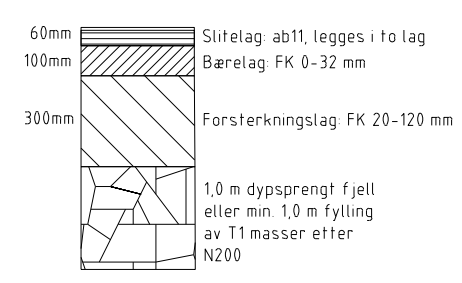 60mm Slitelag: ab11, legges i to lag
100mm Bærelag: FK 0-32 mm
300mm Forsterkningslag: FK 20-120 mm
1,0 m dypsprengt fjell
eller min. 1,0 m fylling
av T1 masser etter
N200